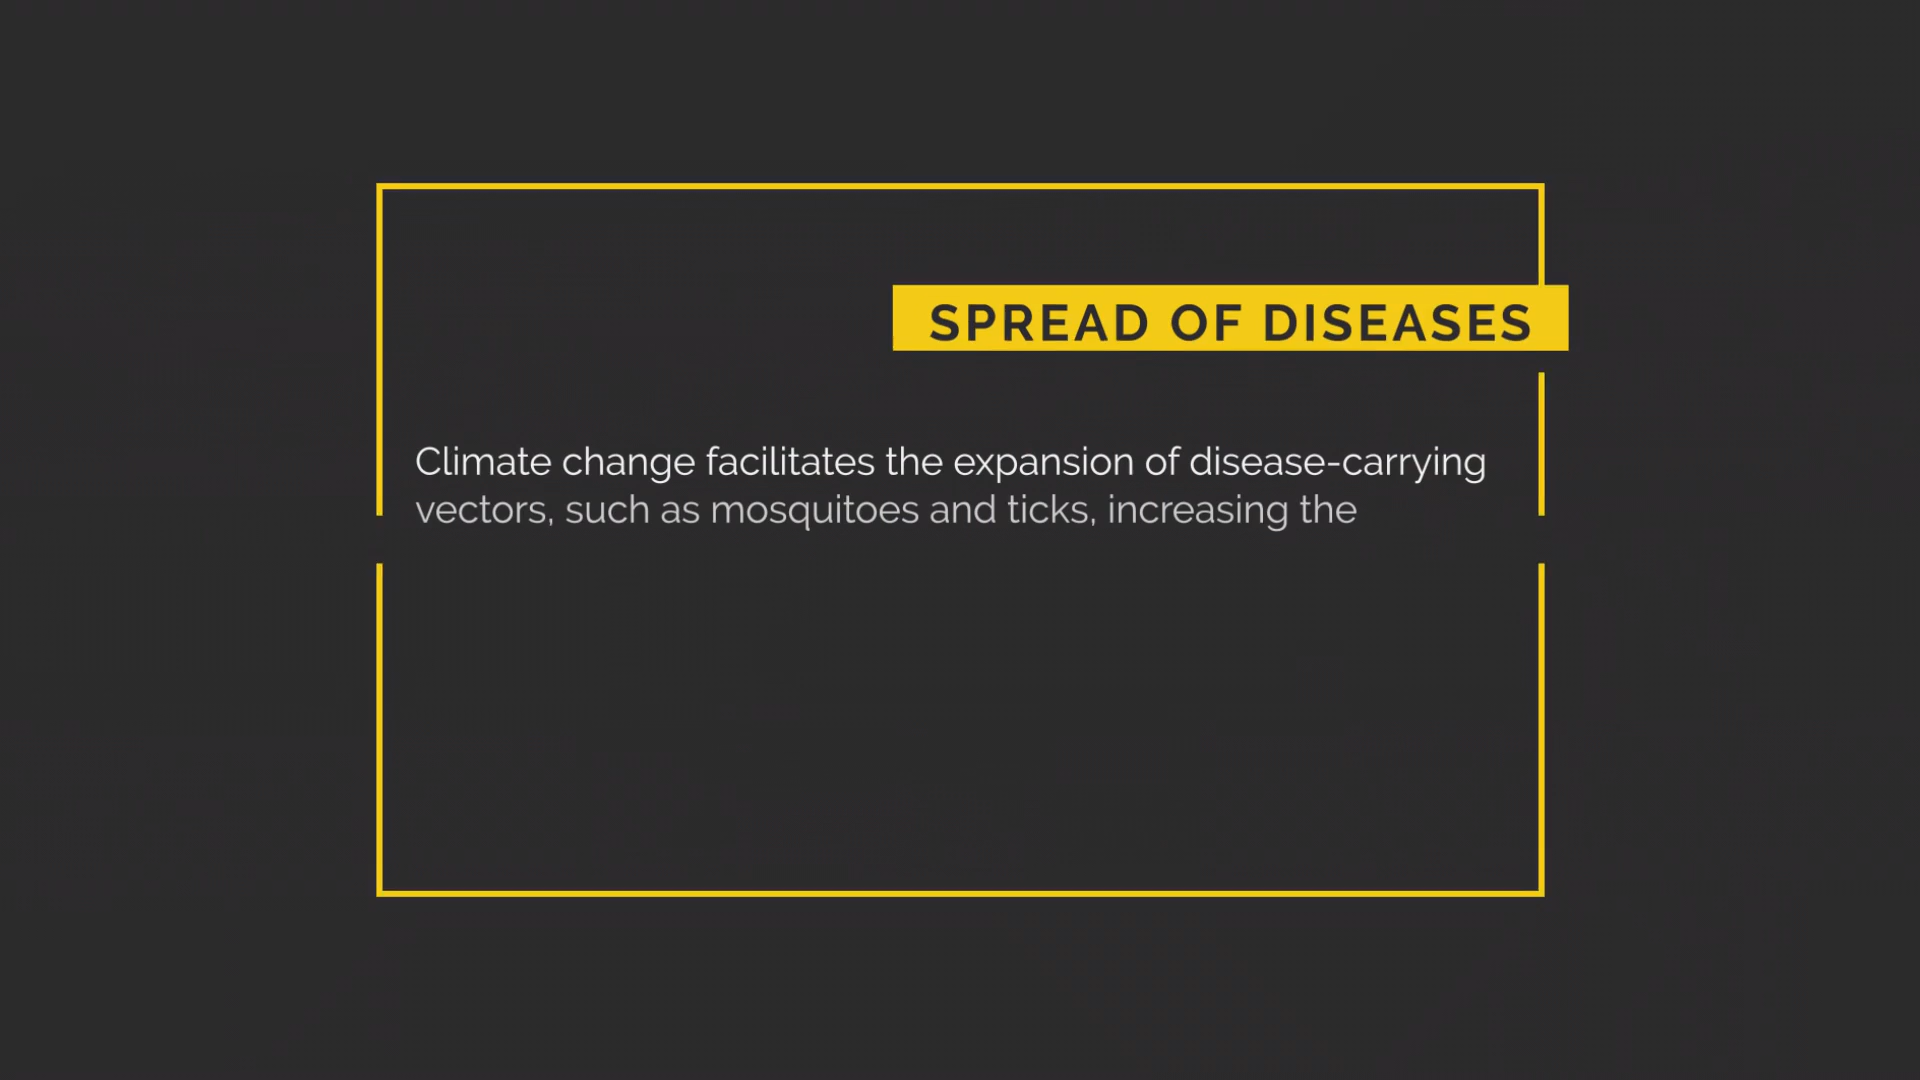 SPREAD OF DISEASES
Climate change facilitates the expansion of disease-carrying
vectors, such as mosquitoes and ticks, increasing the